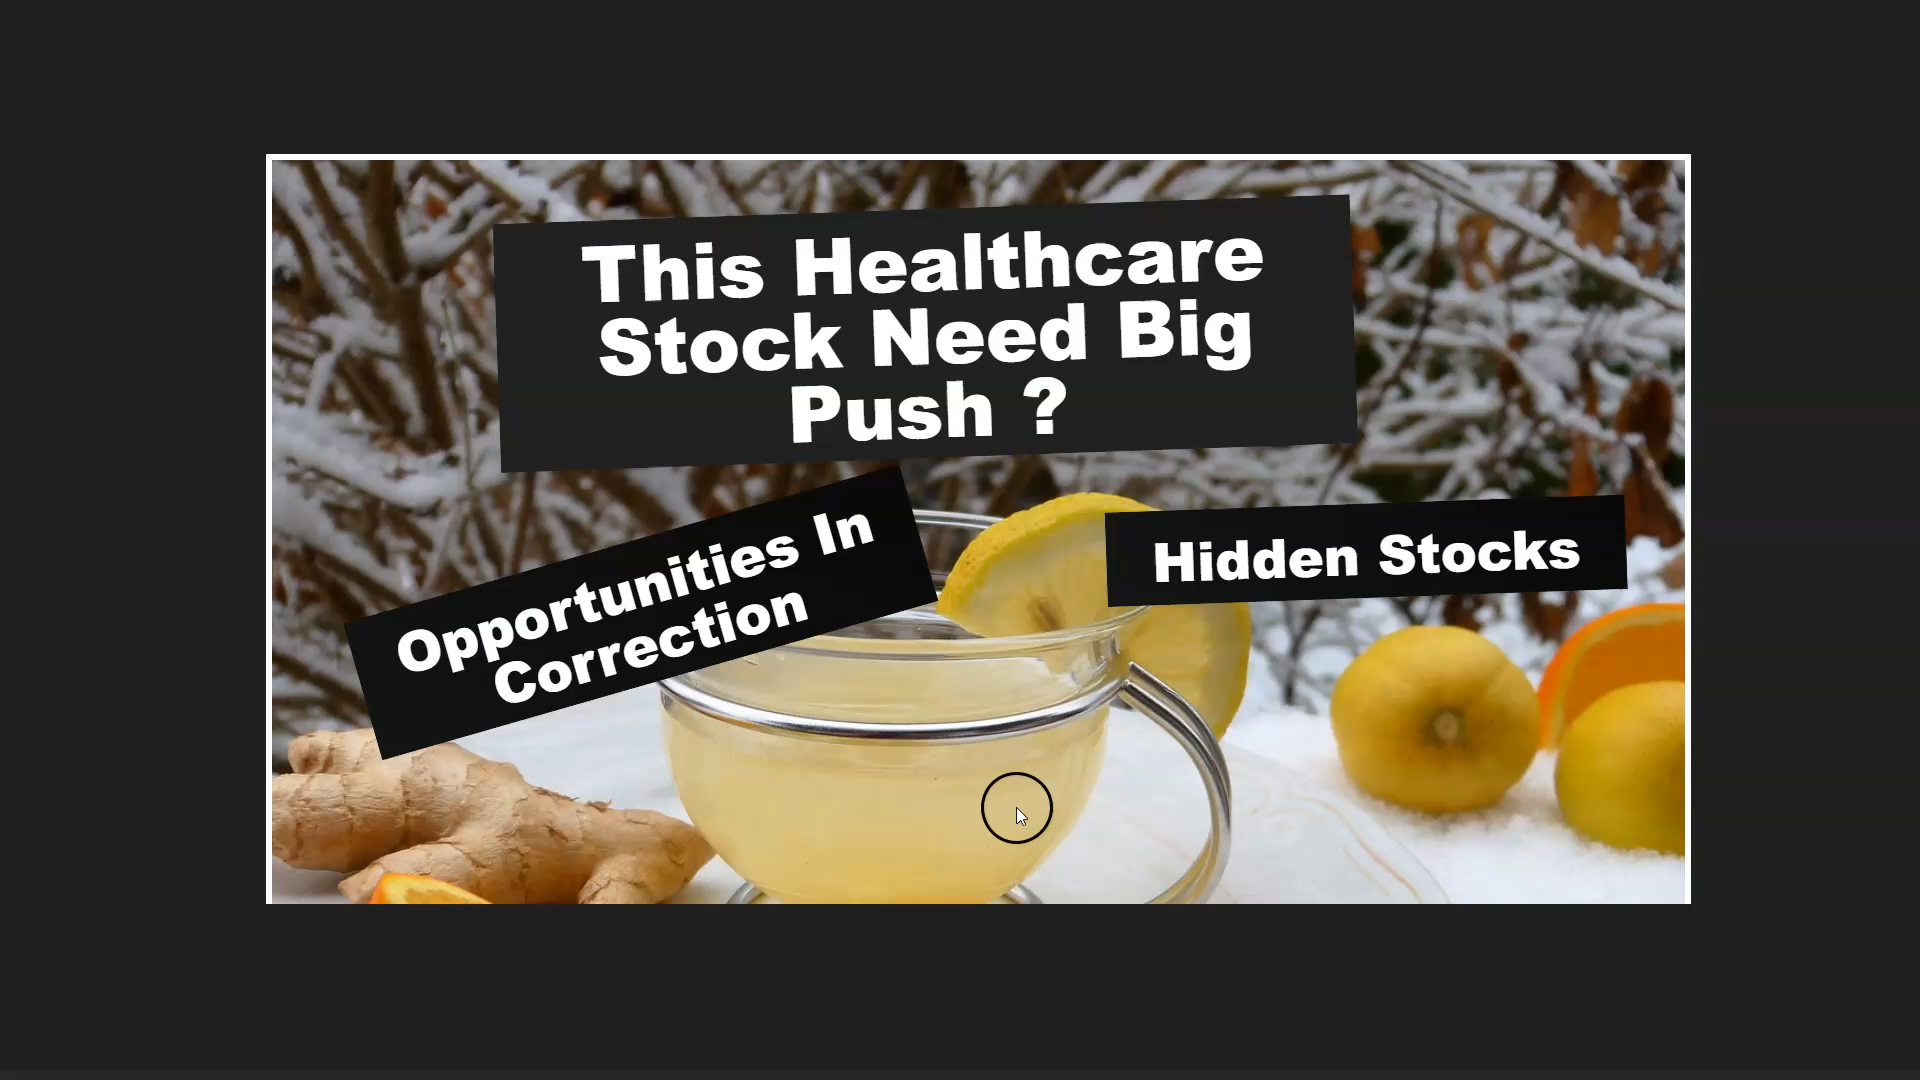 This Healthcare
Stock Need Big
Push ?
Opportunities In
Correction
Hidden Stocks